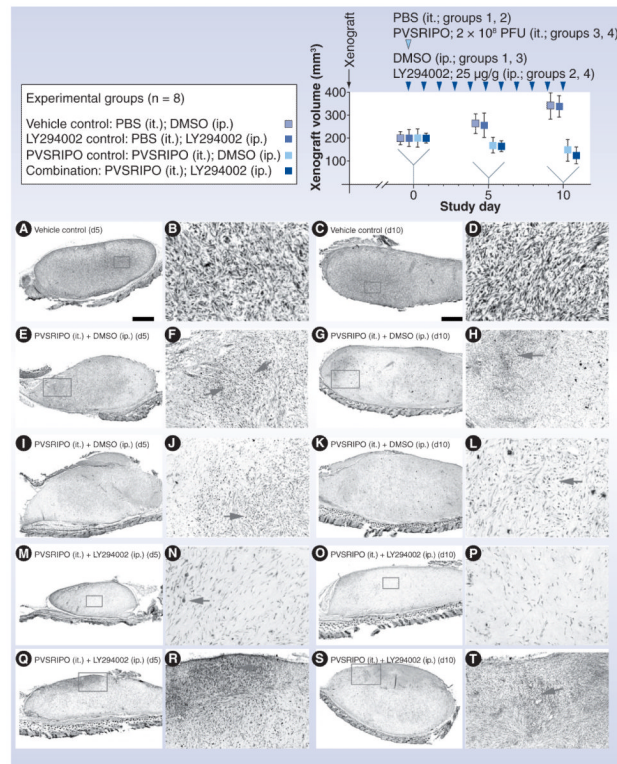 PBS (it.; groups 1, 2)
PVSRIPO; 2 × 10⁸ PFU (it.; groups 3, 4)
DMSO (ip.; groups 1, 3)
LY294002; 25 µg/g (ip.; groups 2, 4)
Xenograft
Experimental groups (n = 8)
Vehicle control: PBS (it.); DMSO (ip.)
LY294002 control: PBS (it.); LY294002 (ip.)
PVSRIPO control: PVSRIPO (it.); DMSO (ip.)
Combination: PVSRIPO (it.); LY294002 (ip.)
Xenograft volume (mm³)
400
300
200
100
0
5
10
Study day
A Vehicle control (d5)
B
C Vehicle control (d10)
D
E PVSRIPO (it.) + DMSO (ip.) (d5)
F
G PVSRIPO (it.) + DMSO (ip.) (d10)
H
I PVSRIPO (it.) + DMSO (ip.) (d5)
J
K PVSRIPO (it.) + DMSO (ip.) (d10)
L
M PVSRIPO (it.) + LY294002 (ip.) (d5)
N
O PVSRIPO (it.) + LY294002 (ip.) (d10)
P
Q PVSRIPO (it.) + LY294002 (ip.) (d5)
R
S PVSRIPO (it.) + LY294002 (ip.) (d10)
T